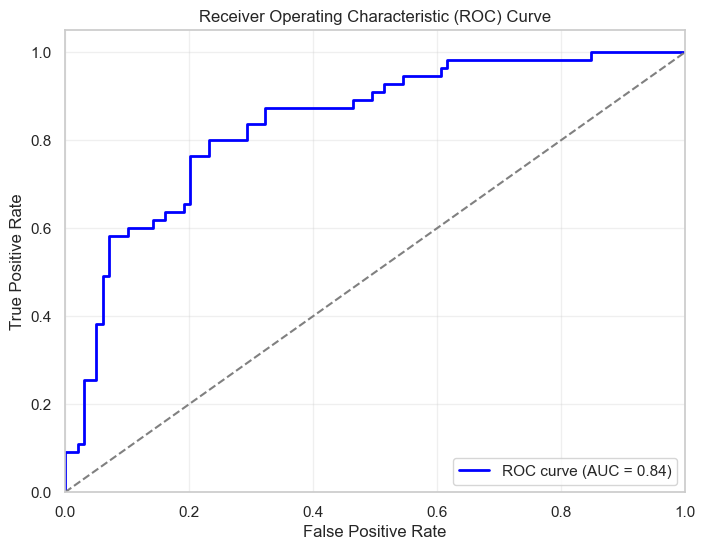 Receiver Operating Characteristic (ROC) Curve
1.0
0.8
0.6
0.4
0.2
0.0
True Positive Rate
ROC curve (AUC = 0.84)
0.0 0.2 0.4 0.6 0.8 1.0
False Positive Rate